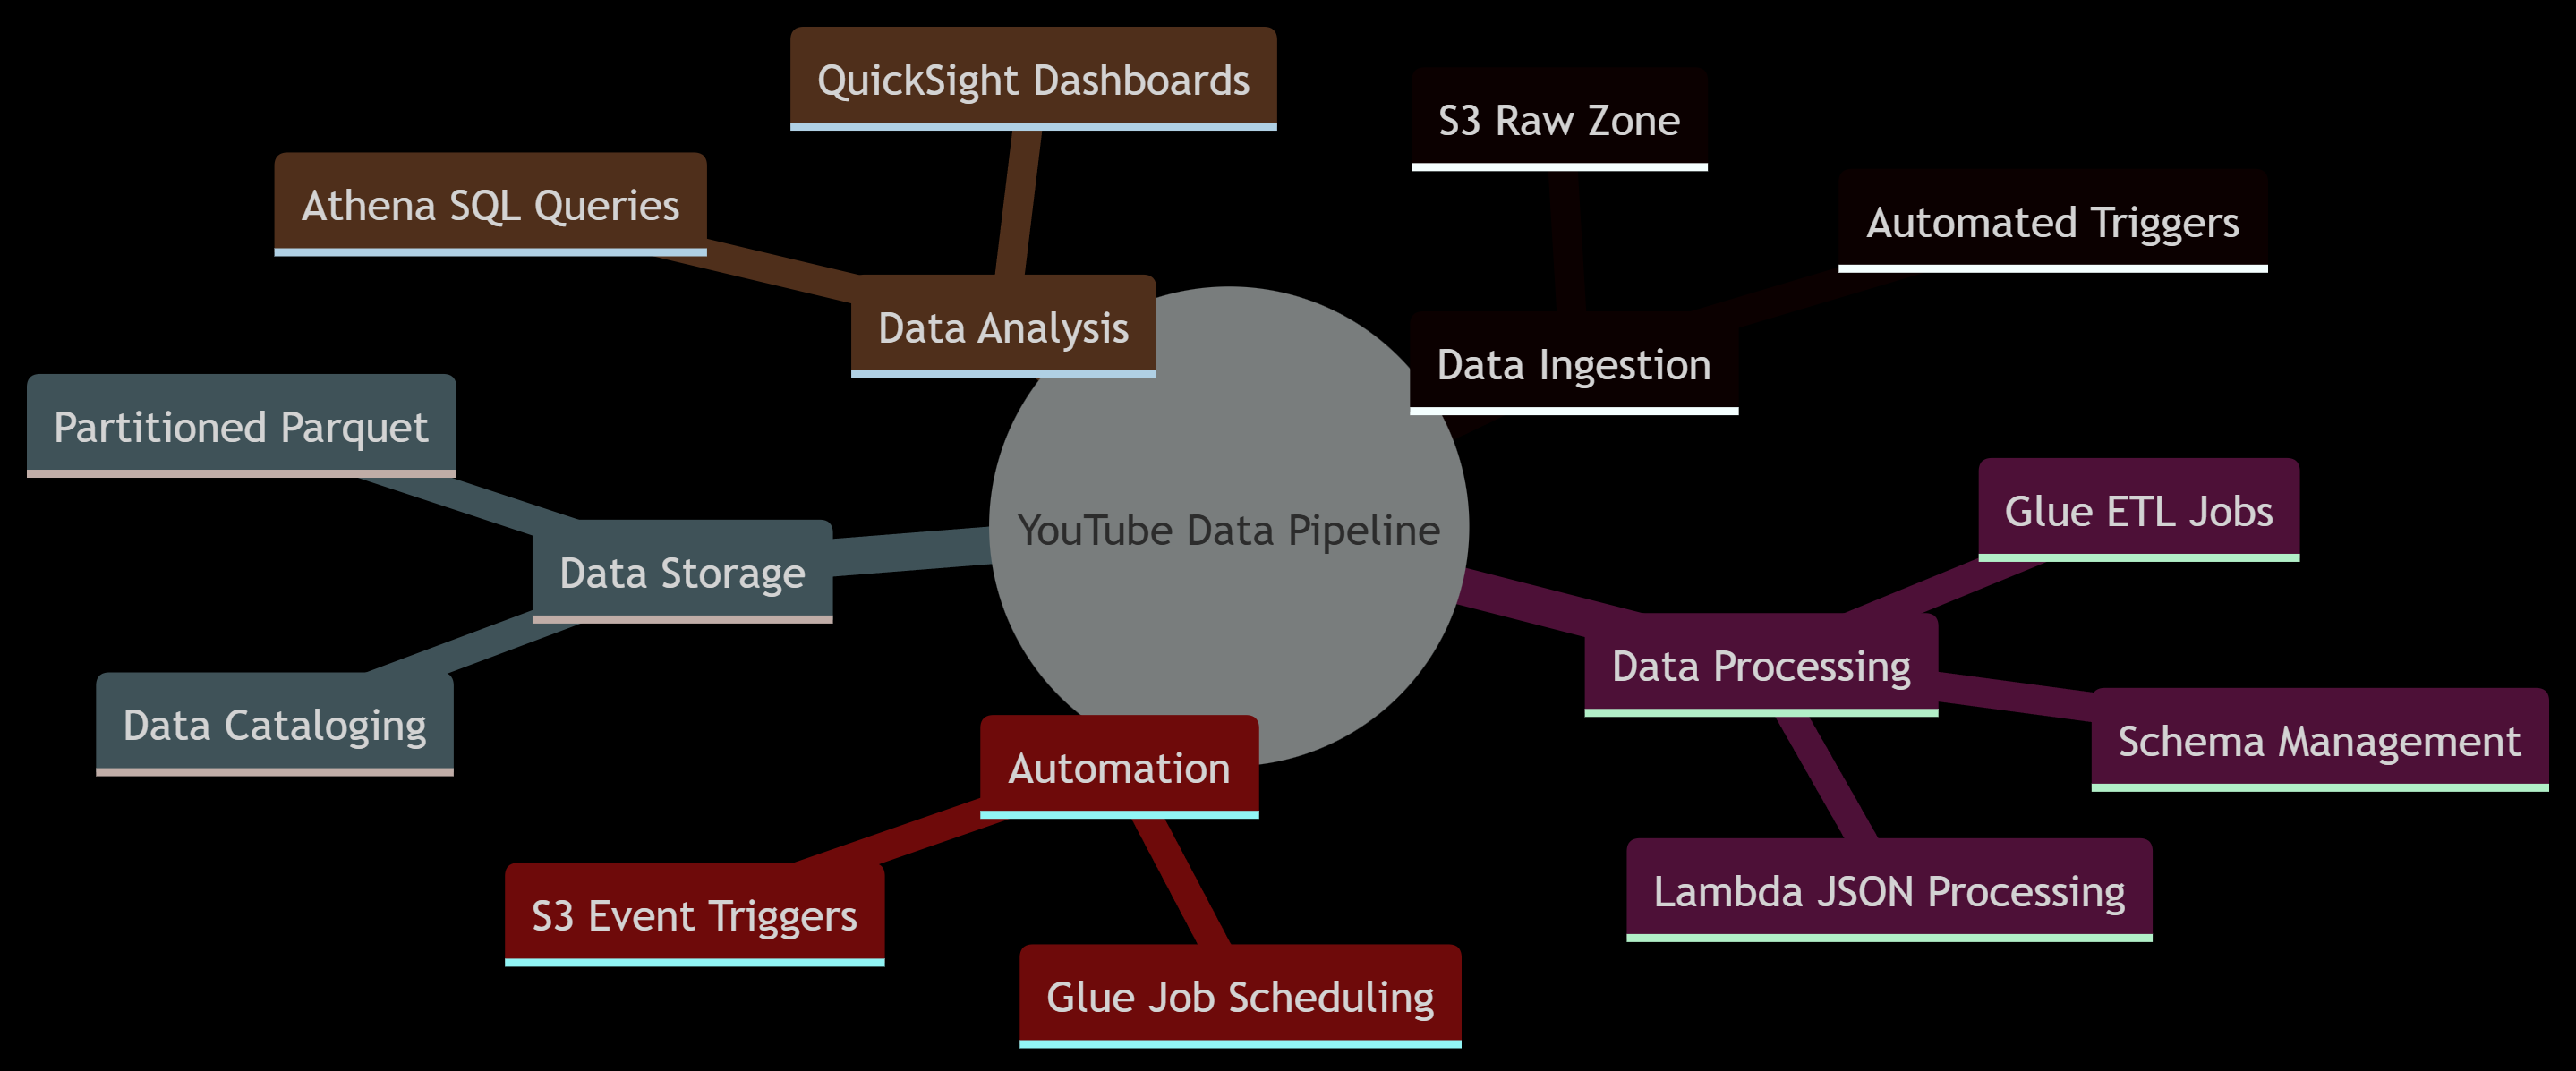 QuickSight Dashboards
S3 Raw Zone
Athena SQL Queries
Automated Triggers
Data Analysis
Data Ingestion
Partitioned Parquet
Glue ETL Jobs
YouTube Data Pipeline
Data Storage
Data Processing
Data Cataloging
Schema Management
Automation
Lambda JSON Processing
S3 Event Triggers
Glue Job Scheduling